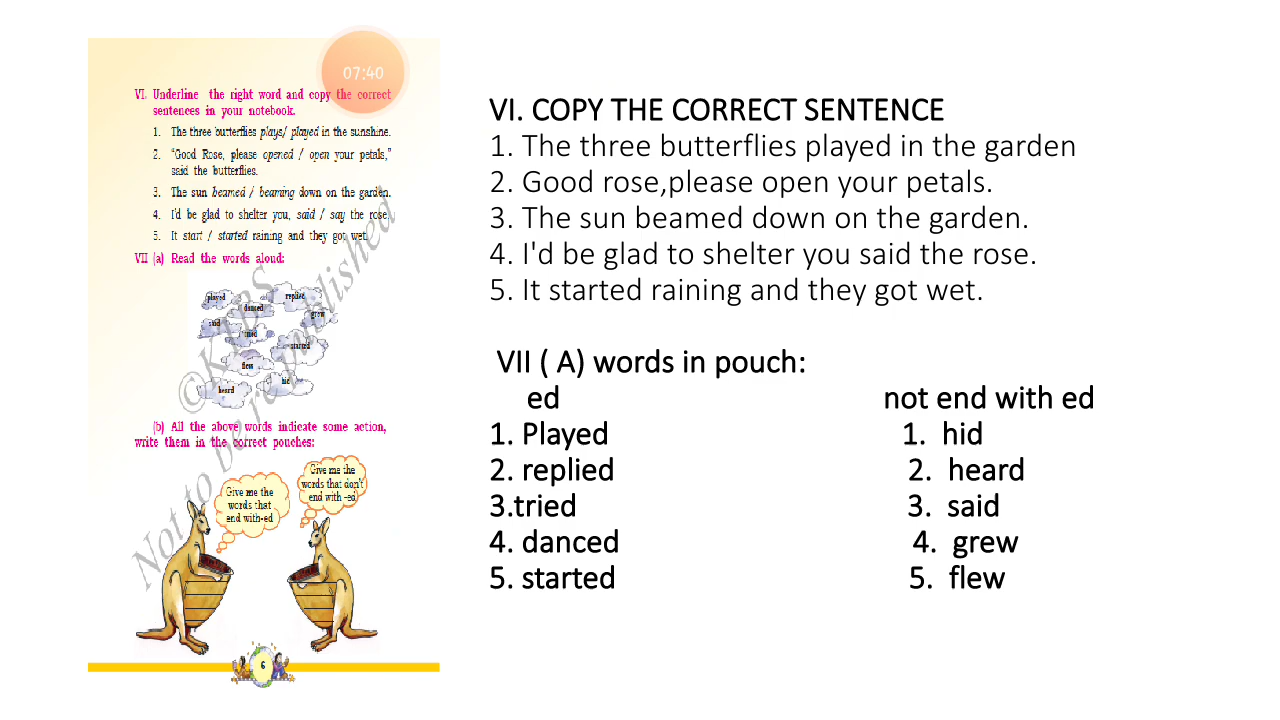 07:40
VI. Underline the right word and copy the correct
sentences in your notebook.
1. The three butterflies plays/ played in the sunshine.
2. "Good Rose, please opened / open your petals,"
said the butterflies.
3. The sun beamed / beaming down on the garden.
4. I'd be glad to shelter you, said / say the rose.
5. It start / started raining and they got wet.
VII (a) Read the words aloud:
played
replied
danced
grew
said
tried
started
flew
hid
heard
(b) All the above words indicate some action,
write them in the correct pouches:
Give me the
words that
end with-ed
Give me the
words that don't
end with -ed
6
Not to be republished
VI. COPY THE CORRECT SENTENCE
1. The three butterflies played in the garden
2. Good rose,please open your petals.
3. The sun beamed down on the garden.
4. I'd be glad to shelter you said the rose.
5. It started raining and they got wet.
VII ( A) words in pouch:
ed not end with ed
1. Played 1. hid
2. replied 2. heard
3.tried 3. said
4. danced 4. grew
5. started 5. flew